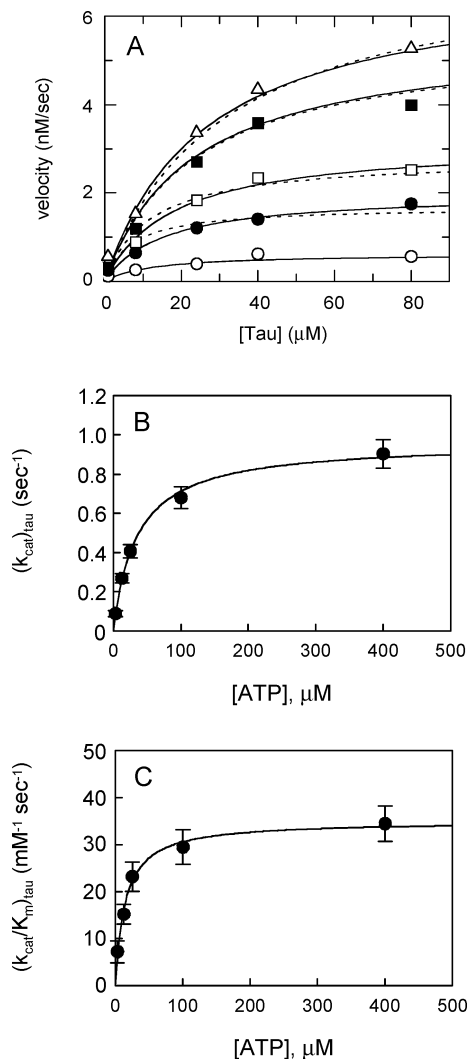 A
velocity (nM/sec)
6
4
2
0
0 20 40 60 80
[Tau] (μM)
B
(kcat)tau (sec⁻¹)
1.2
1.0
0.8
0.6
0.4
0.2
0
0 100 200 300 400 500
[ATP], μM
C
(kcat/Km)tau (mM⁻¹ sec⁻¹)
50
40
30
20
10
0
0 100 200 300 400 500
[ATP], μM